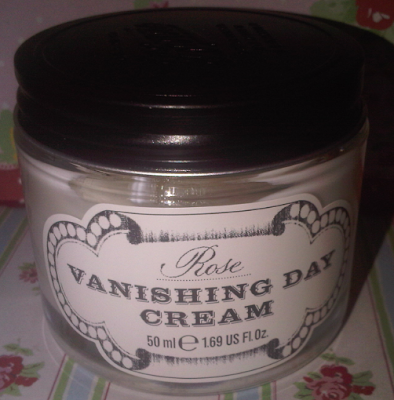 Rose
VANISHING DAY
CREAM
50 ml ℮ 1.69 US Fl Oz.